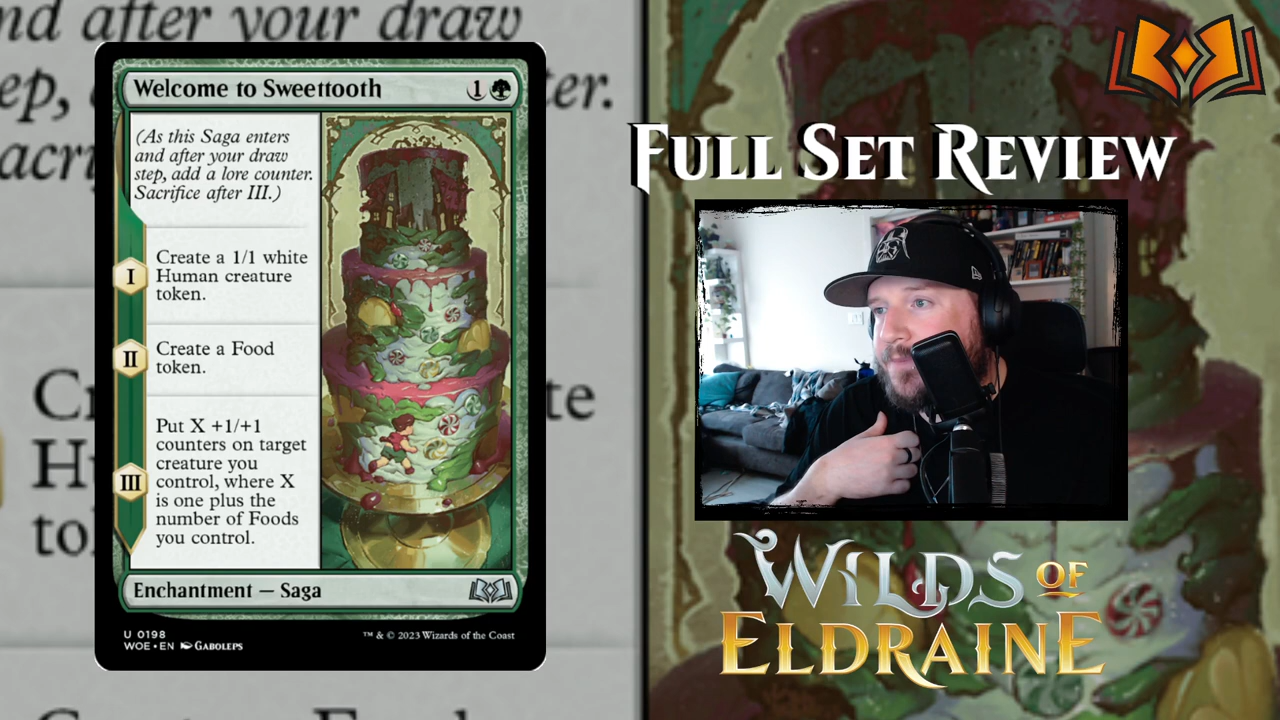 nd after your draw
ep,
ter.
acri
Welcome to Sweettooth
1
(As this Saga enters
and after your draw
step, add a lore counter.
Sacrifice after III.)
I
Create a 1/1 white
Human creature
token.
II
Create a Food
token.
III
Put X +1/+1
counters on target
creature you
control, where X
is one plus the
number of Foods
you control.
Enchantment — Saga
U 0198
WOE • EN GABOLEPS
™ & © 2023 Wizards of the Coast
Cr
te
Hu
to
FULL SET REVIEW
WILDS OF
ELDRAINE